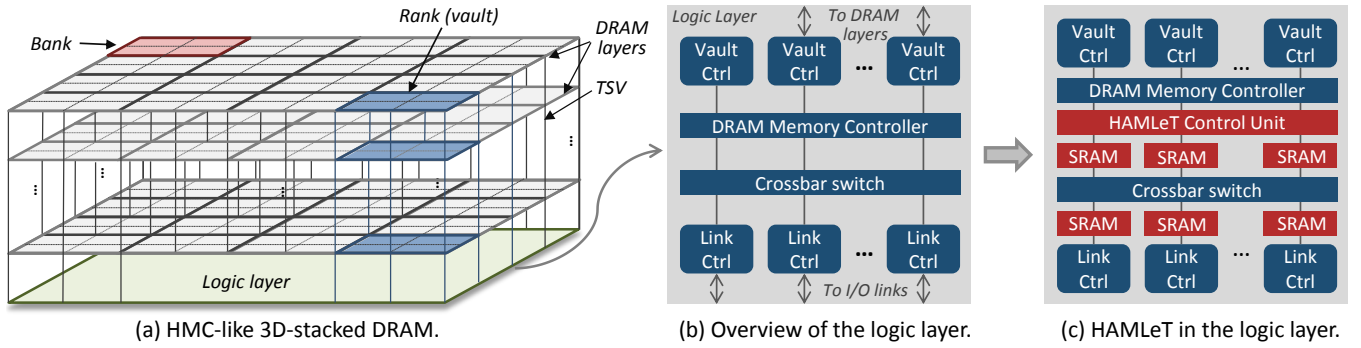 Bank
Rank (vault)
DRAM
layers
TSV
...
...
...
...
Logic layer
(a) HMC-like 3D-stacked DRAM.
Logic Layer
To DRAM
layers
Vault
Ctrl
Vault
Ctrl
...
Vault
Ctrl
DRAM Memory Controller
Crossbar switch
Link
Ctrl
Link
Ctrl
...
Link
Ctrl
To I/O links
(b) Overview of the logic layer.
Vault
Ctrl
Vault
Ctrl
...
Vault
Ctrl
DRAM Memory Controller
HAMLeT Control Unit
SRAM
SRAM
...
SRAM
Crossbar switch
SRAM
SRAM
SRAM
Link
Ctrl
Link
Ctrl
...
Link
Ctrl
(c) HAMLeT in the logic layer.